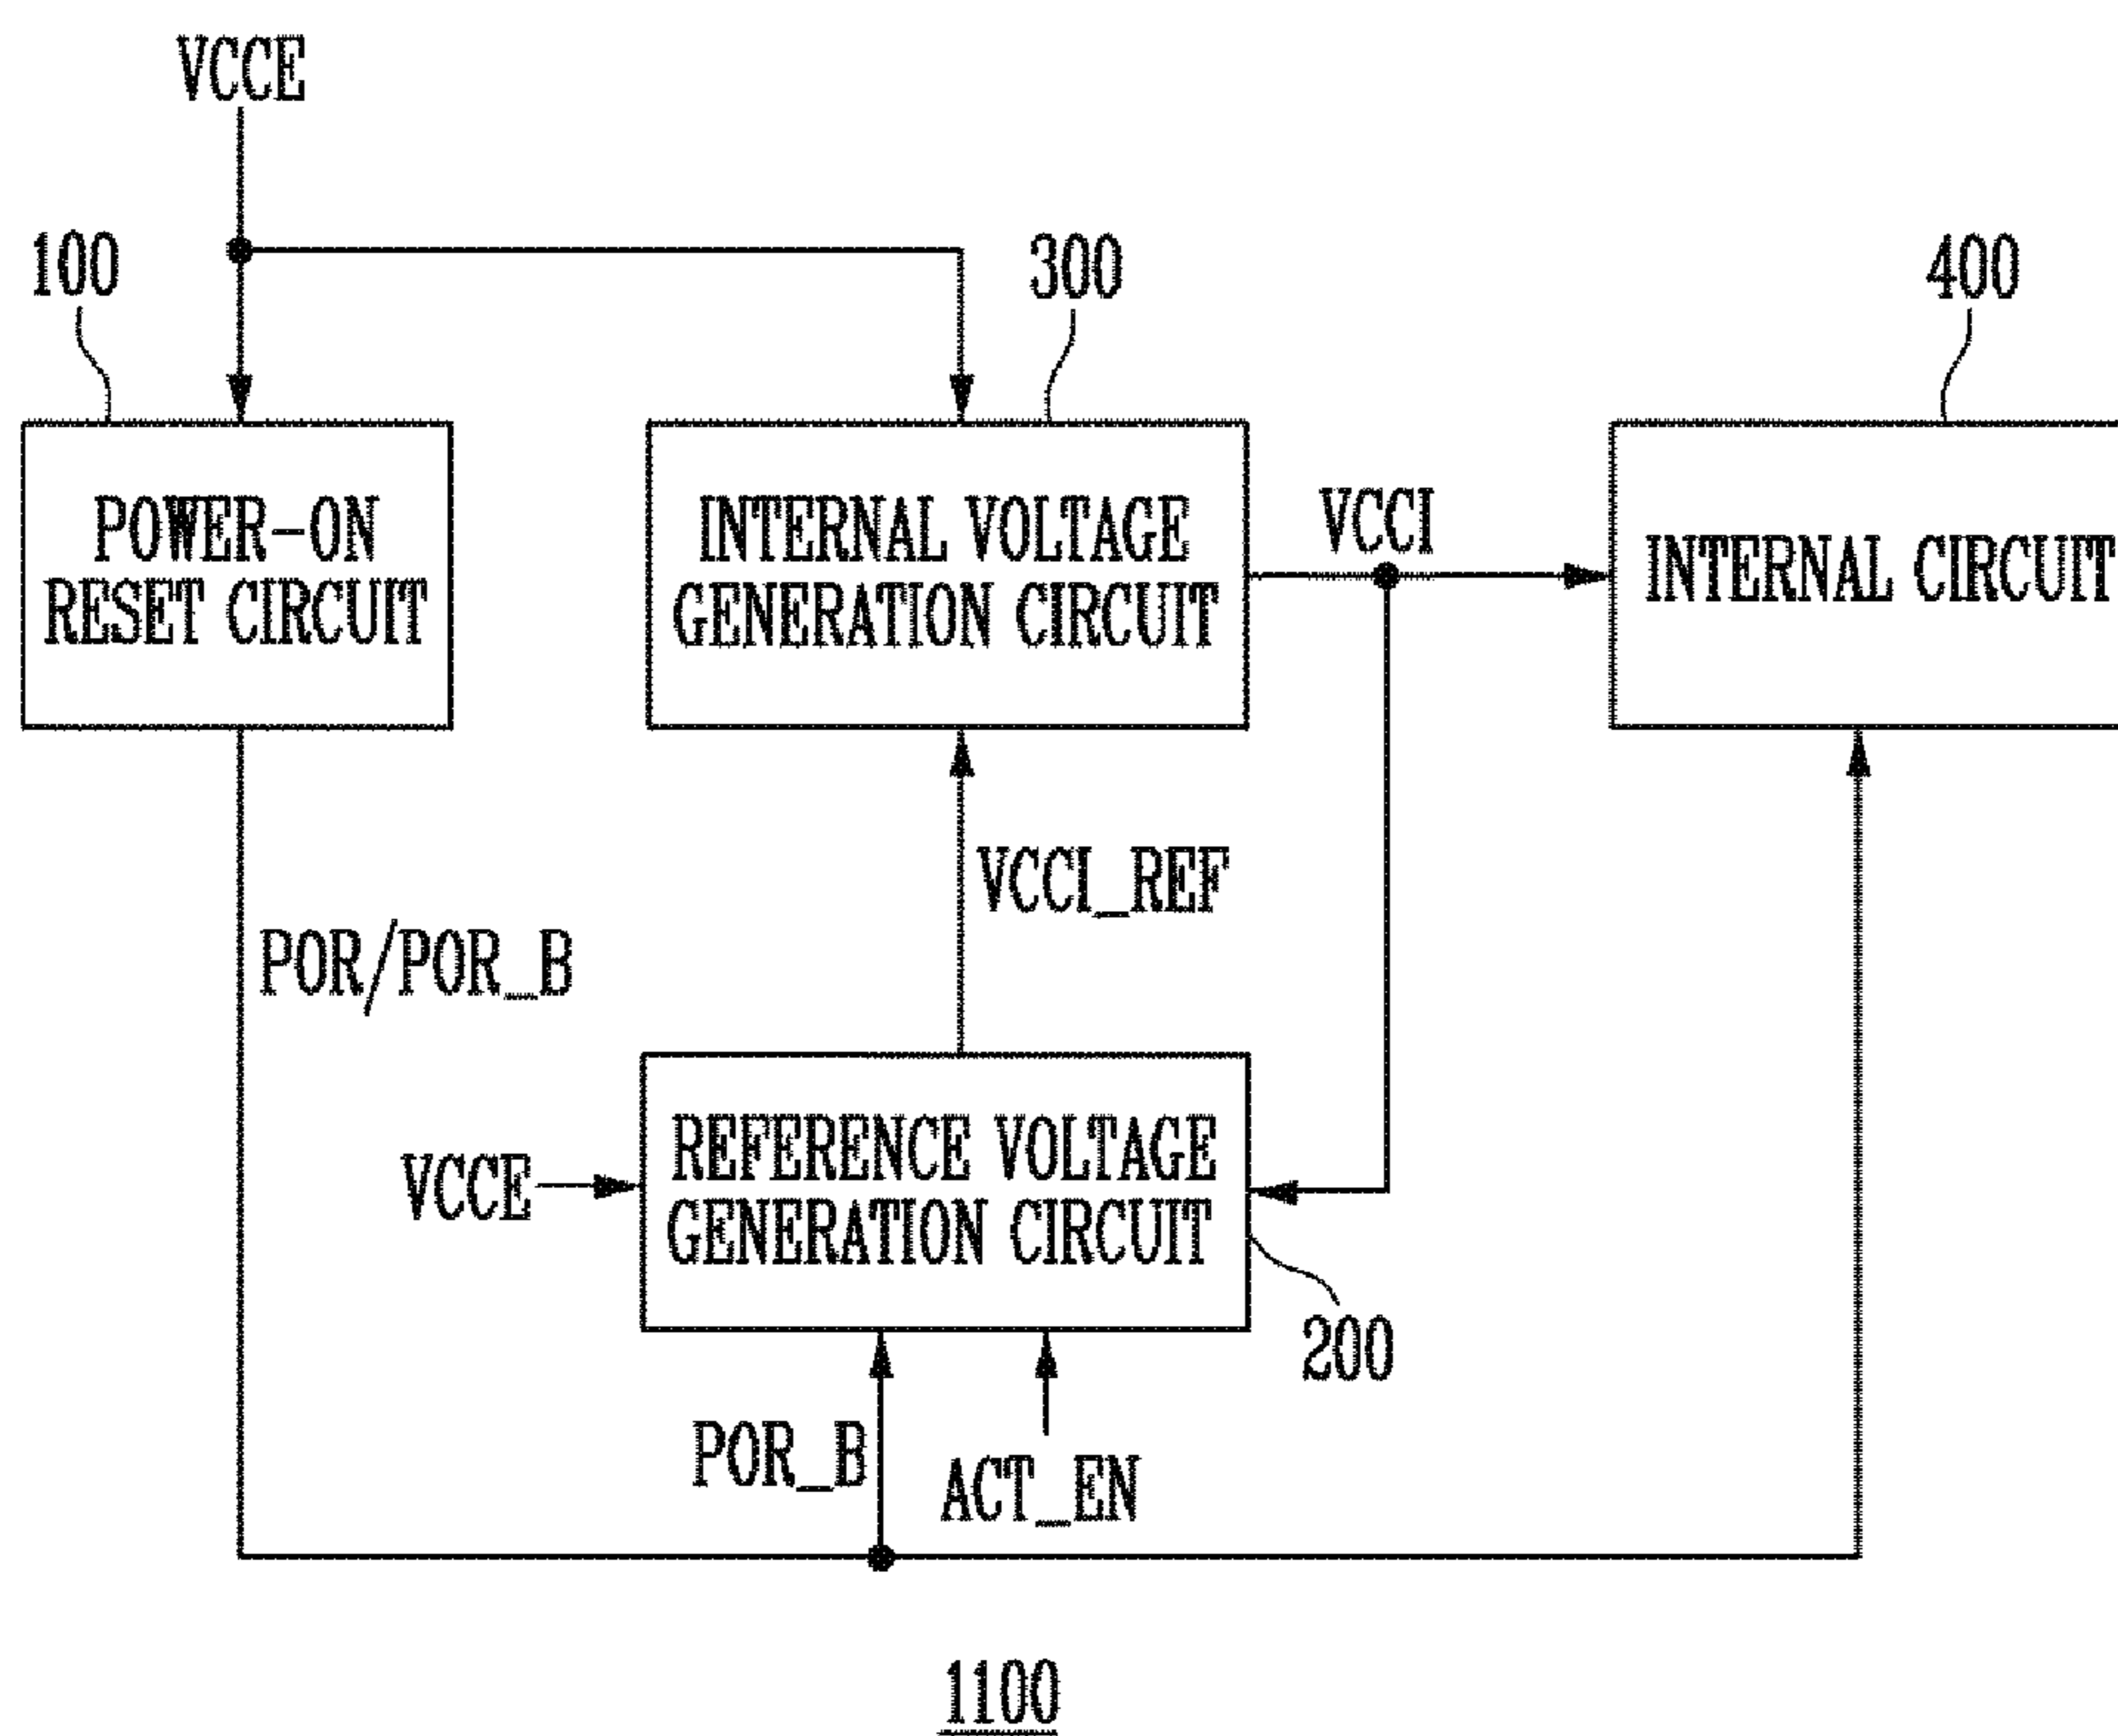 VCCE
100
300
400
POWER-ON
RESET CIRCUIT
INTERNAL VOLTAGE
GENERATION CIRCUIT
VCCI
INTERNAL CIRCUIT
VCCI_REF
POR/POR_B
VCCE
REFERENCE VOLTAGE
GENERATION CIRCUIT
200
POR_B
ACT_EN
1100